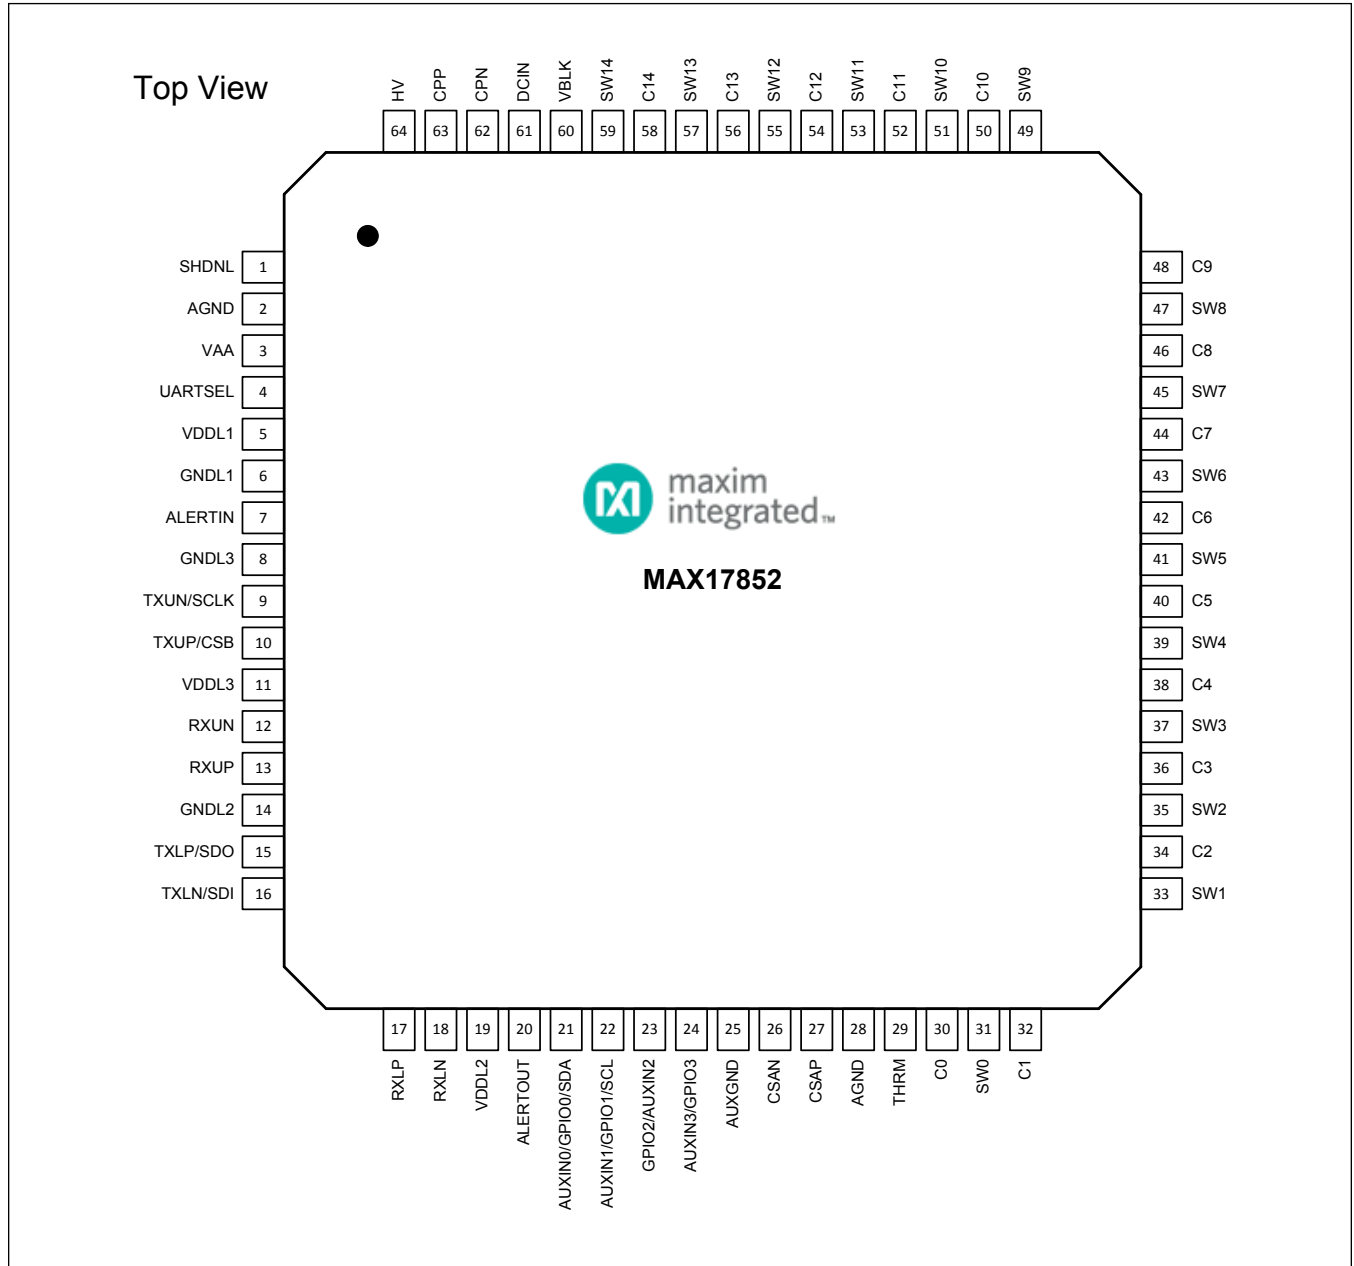 Top View
HV
CPP
CPN
DCIN
VBLK
SW14
C14
SW13
C13
SW12
C12
SW11
C11
SW10
C10
SW9
64 63 62 61 60 59 58 57 56 55 54 53 52 51 50 49
SHDNL 1
AGND 2
VAA 3
UARTSEL 4
VDDL1 5
GNDL1 6
ALERTIN 7
GNDL3 8
TXUN/SCLK 9
TXUP/CSB 10
VDDL3 11
RXUN 12
RXUP 13
GNDL2 14
TXLP/SDO 15
TXLN/SDI 16
maxim
integrated™
MAX17852
48 C9
47 SW8
46 C8
45 SW7
44 C7
43 SW6
42 C6
41 SW5
40 C5
39 SW4
38 C4
37 SW3
36 C3
35 SW2
34 C2
33 SW1
17 18 19 20 21 22 23 24 25 26 27 28 29 30 31 32
RXLP
RXLN
VDDL2
ALERTOUT
AUXIN0/GPIO0/SDA
AUXIN1/GPIO1/SCL
GPIO2/AUXIN2
AUXIN3/GPIO3
AUXGND
CSAN
CSAP
AGND
THRM
C0
SW0
C1